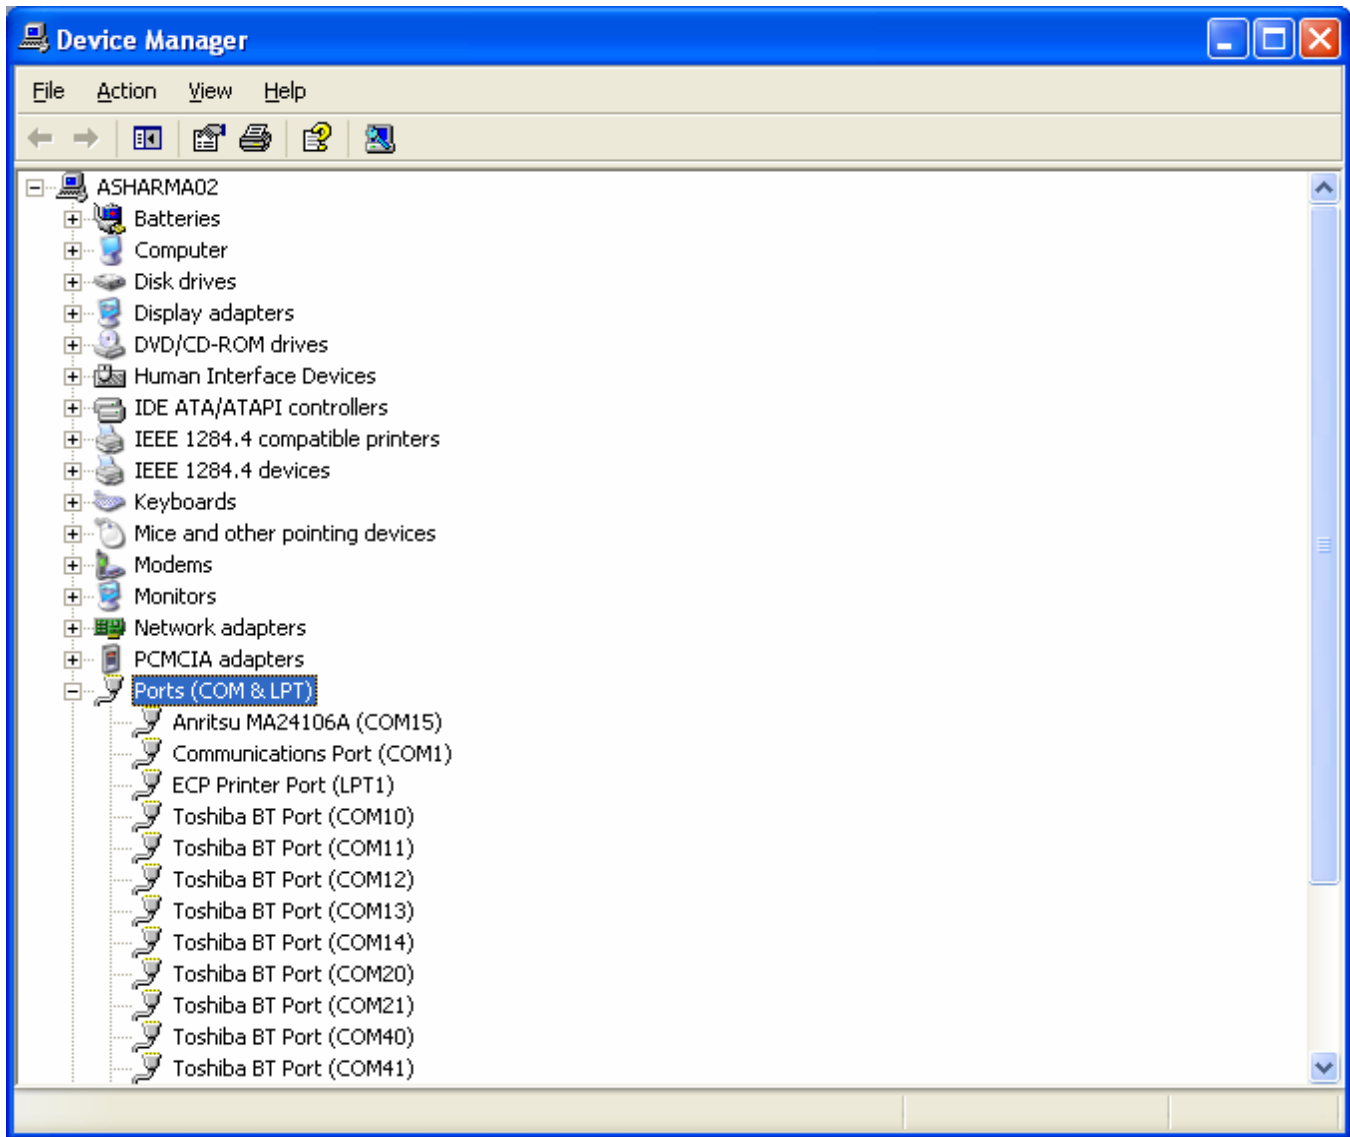 Device Manager
File Action View Help
ASHARMA02
Batteries
Computer
Disk drives
Display adapters
DVD/CD-ROM drives
Human Interface Devices
IDE ATA/ATAPI controllers
IEEE 1284.4 compatible printers
IEEE 1284.4 devices
Keyboards
Mice and other pointing devices
Modems
Monitors
Network adapters
PCMCIA adapters
Ports (COM & LPT)
Anritsu MA24106A (COM15)
Communications Port (COM1)
ECP Printer Port (LPT1)
Toshiba BT Port (COM10)
Toshiba BT Port (COM11)
Toshiba BT Port (COM12)
Toshiba BT Port (COM13)
Toshiba BT Port (COM14)
Toshiba BT Port (COM20)
Toshiba BT Port (COM21)
Toshiba BT Port (COM40)
Toshiba BT Port (COM41)